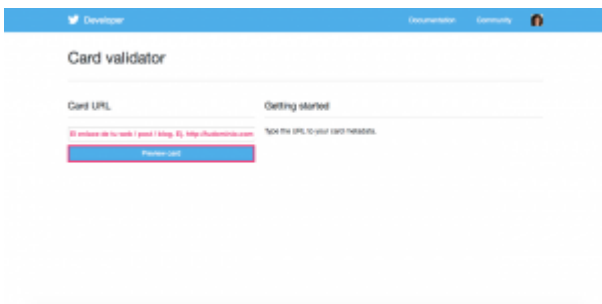 Developer
Documentation
Community
Card validator
Card URL
El enlace de tu web / post / blog. Ej. http://tudominio.com
Preview card
Getting started
Type the URL to your card metadata.